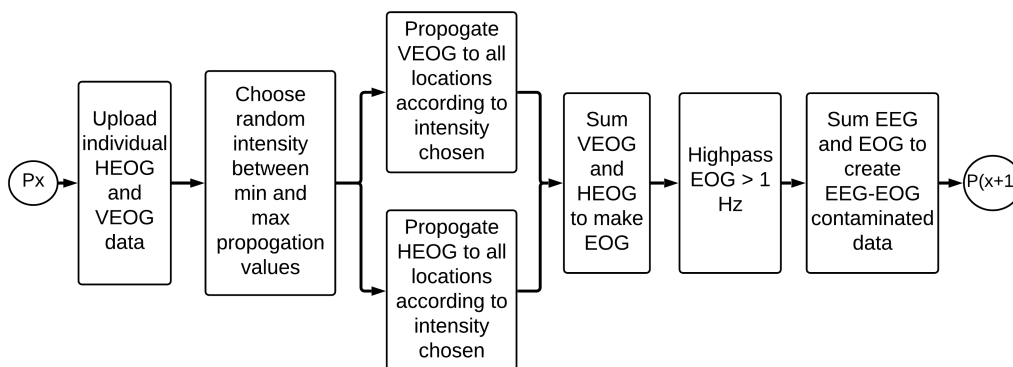 Px
Upload
individual
HEOG
and
VEOG
data
Choose
random
intensity
between
min and
max
propogation
values
Propogate
VEOG to all
locations
according to
intensity
chosen
Propogate
HEOG to all
locations
according to
intensity
chosen
Sum
VEOG
and
HEOG
to make
EOG
Highpass
EOG > 1
Hz
Sum EEG
and EOG to
create
EEG-EOG
contaminated
data
P(x+1